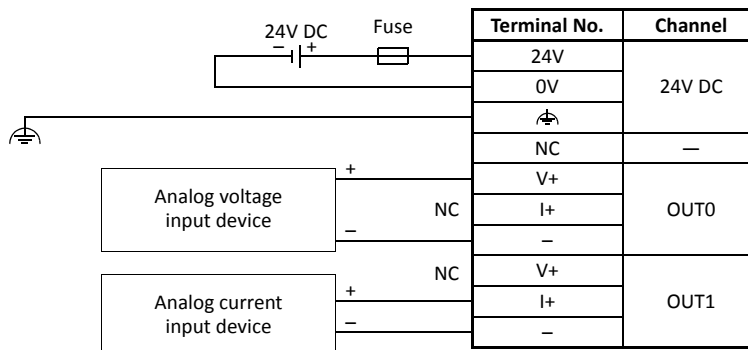 24V DC
– +
Fuse
Terminal No. Channel
24V
0V
24V DC
NC —
+ V+
Analog voltage
input device
NC I+ OUT0
– –
NC V+
Analog current
input device
+ I+ OUT1
– –